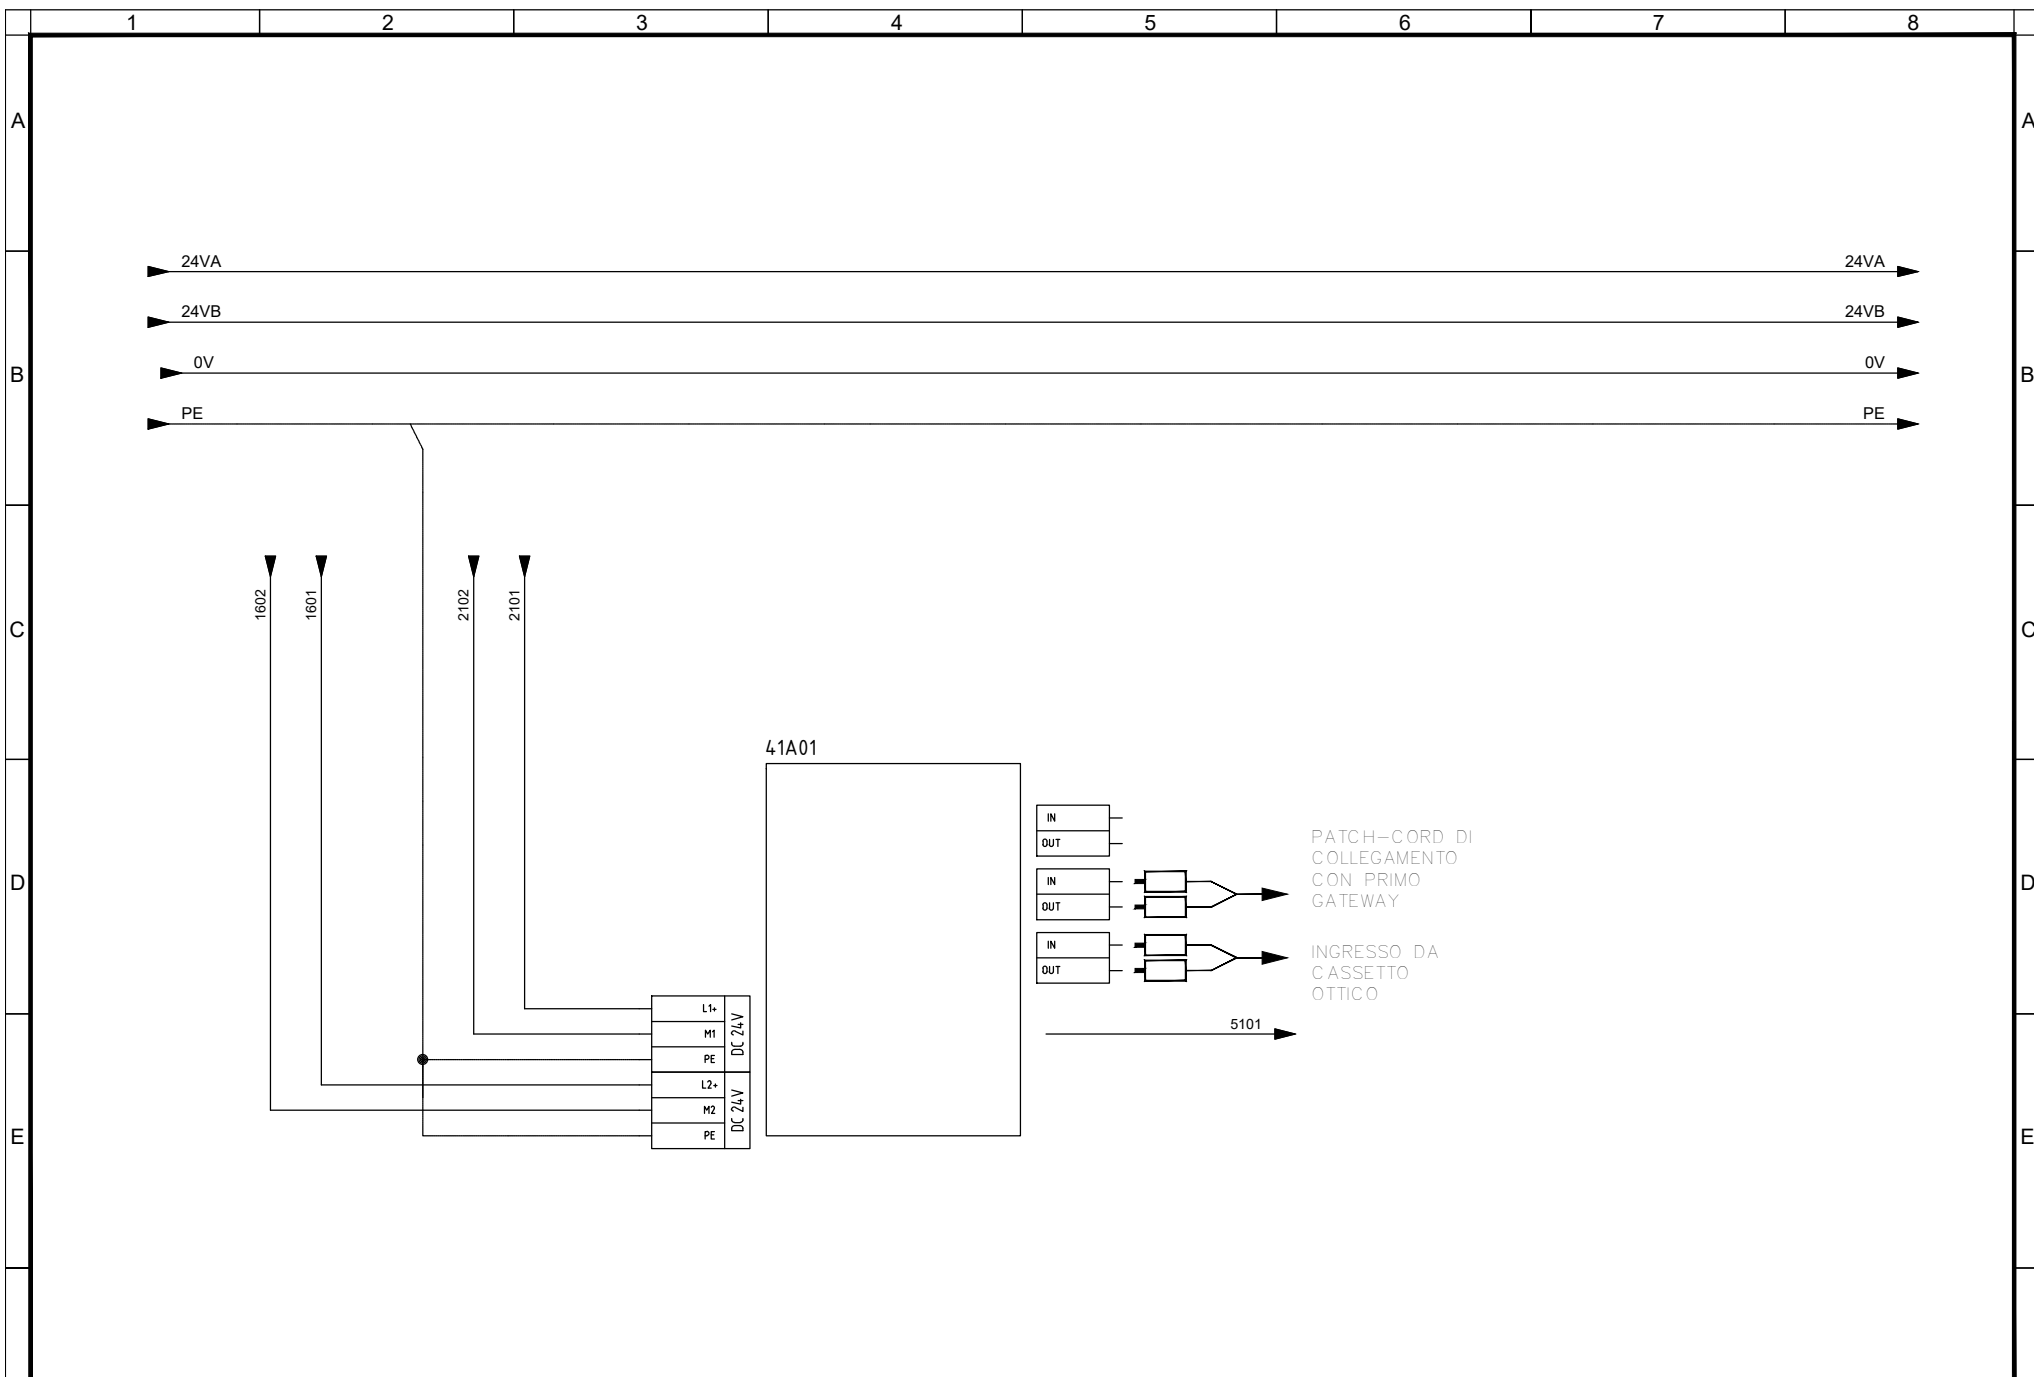 1 2 3 4 5 6 7 8
A A
24VA 24VA
24VB 24VB
0V 0V
B B
PE PE
1602 1601 2102 2101
C C
41A01
IN
OUT
PATCH-CORD DI
COLLEGAMENTO
CON PRIMO
GATEWAY
IN
OUT
D D
IN
OUT
INGRESSO DA
CASSETTO
OTTICO
5101
L1+
M1
PE
DC 24V
L2+
M2
PE
DC 24V
E E